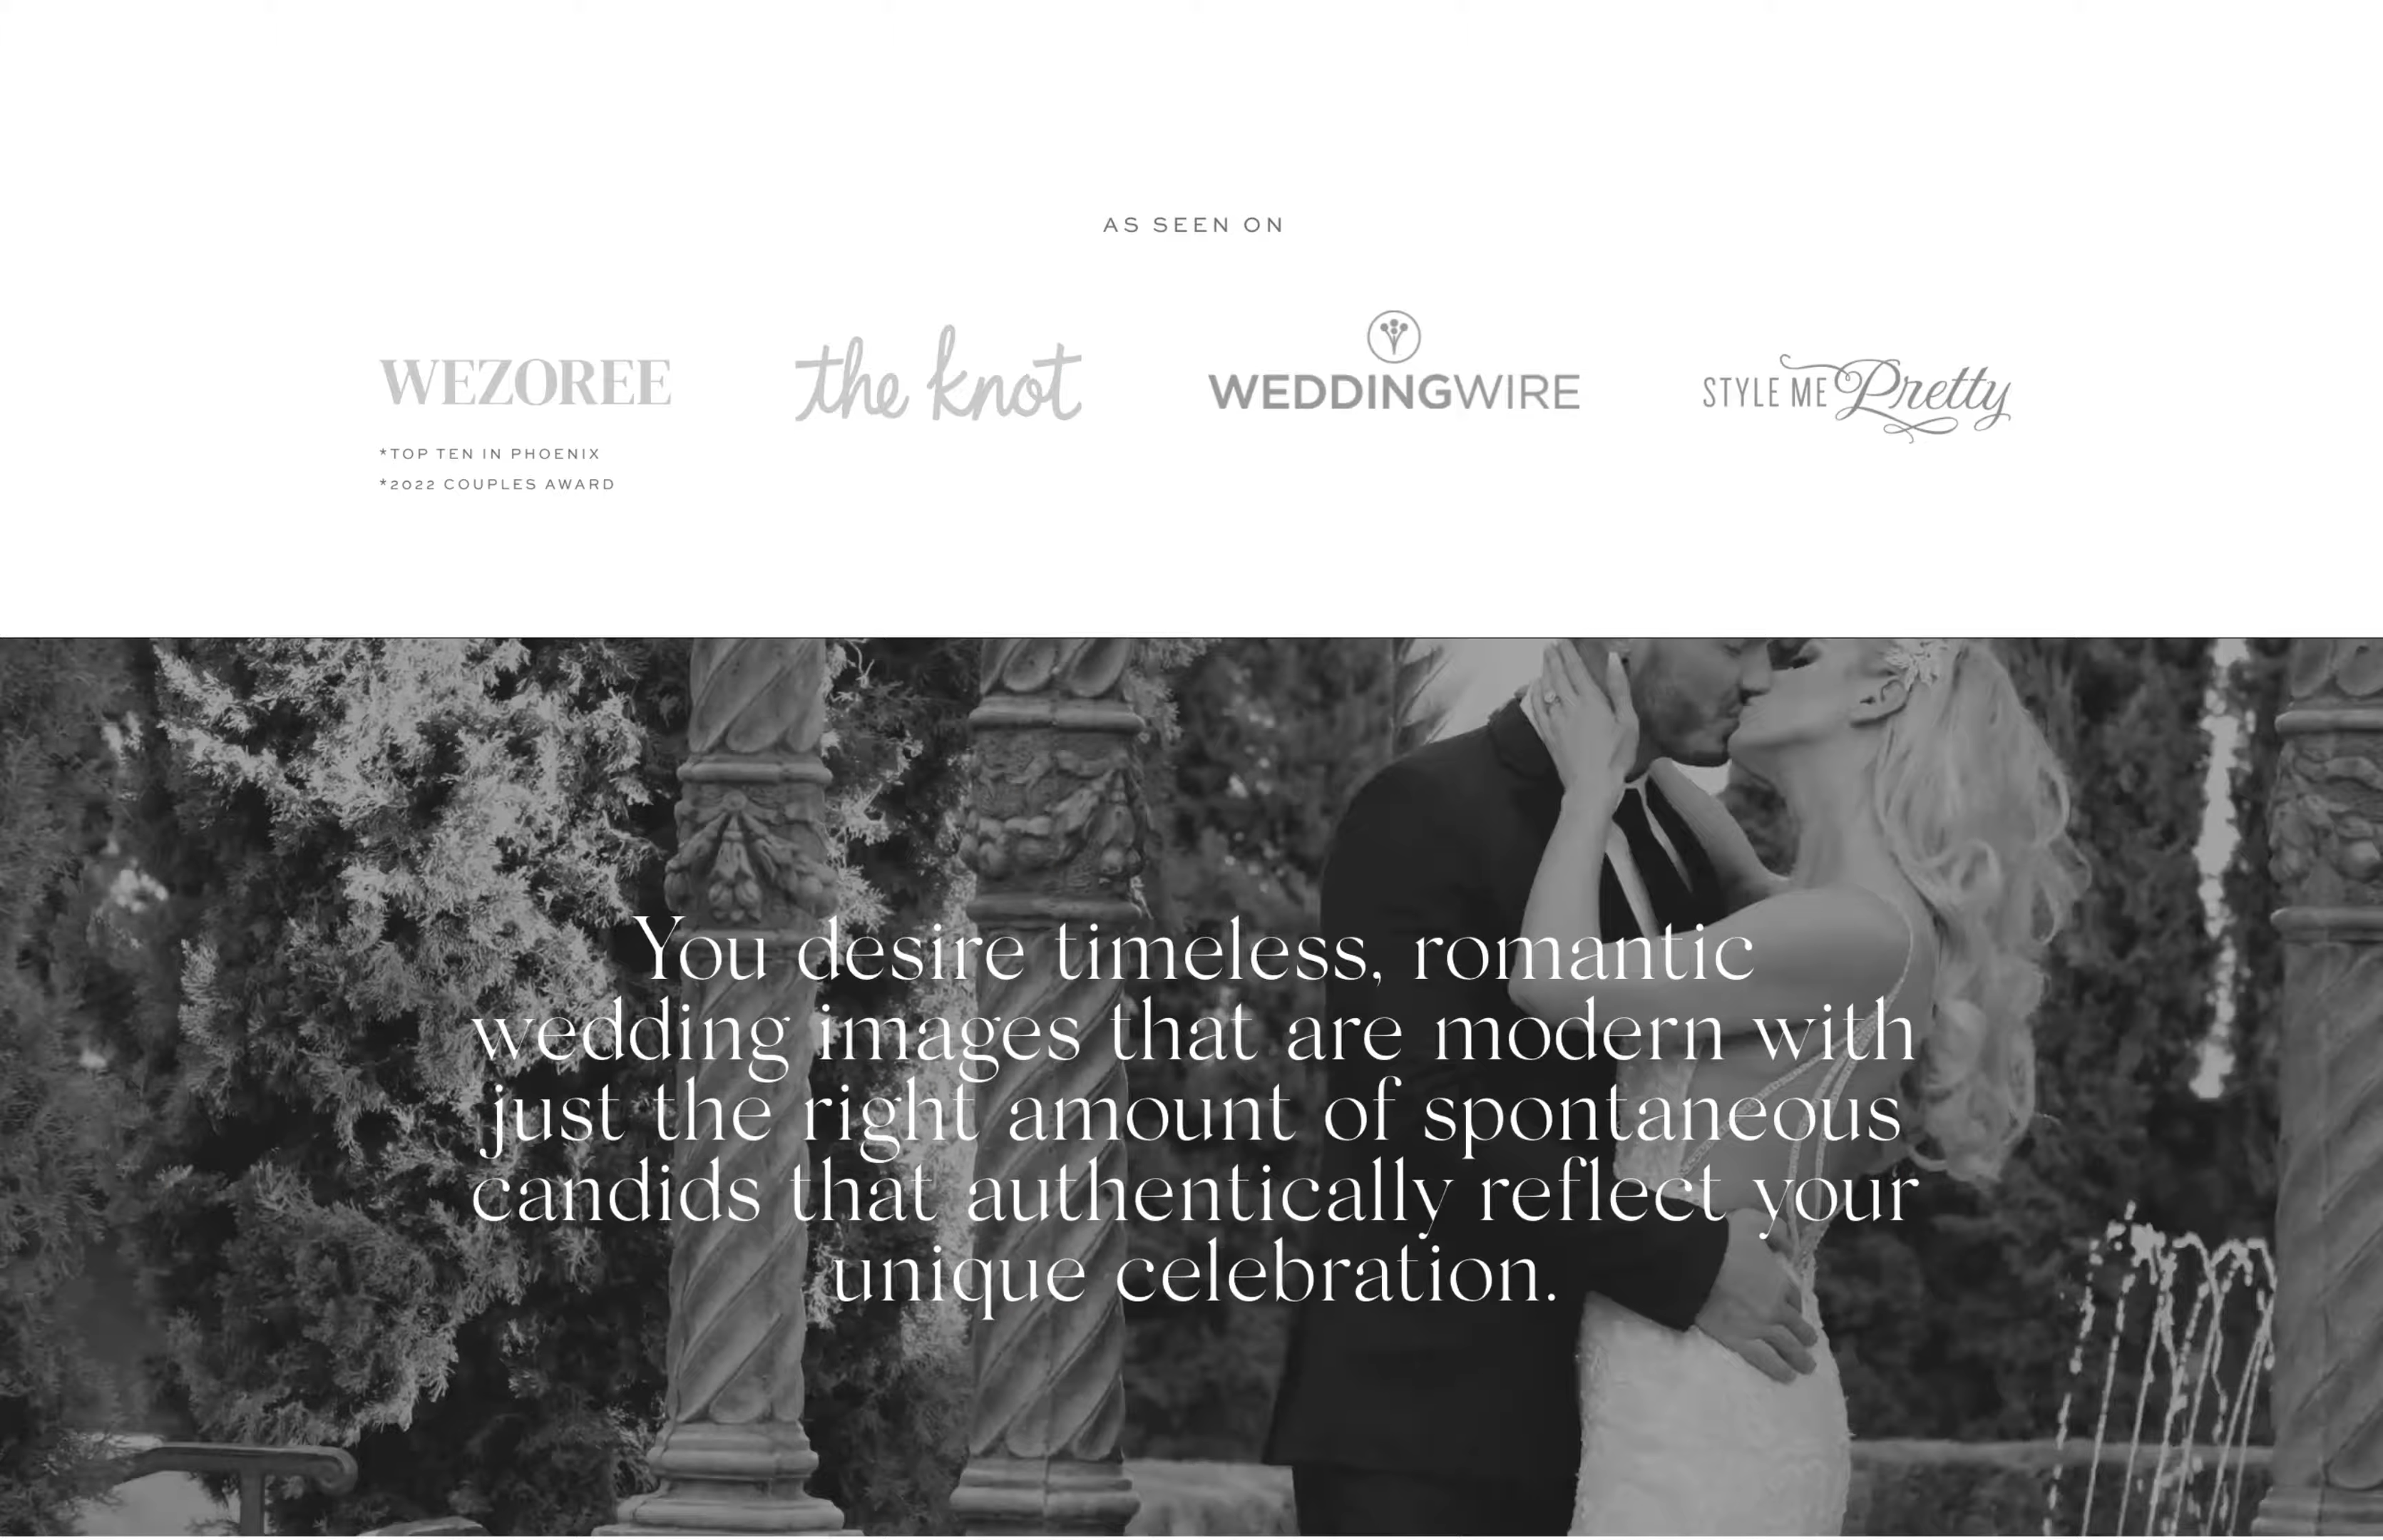 AS SEEN ON
WEZOREE
the knot
WEDDINGWIRE
STYLE ME Pretty
*TOP TEN IN PHOENIX
*2022 COUPLES AWARD
You desire timeless, romantic
wedding images that are modern with
just the right amount of spontaneous
candids that authentically reflect your
unique celebration.